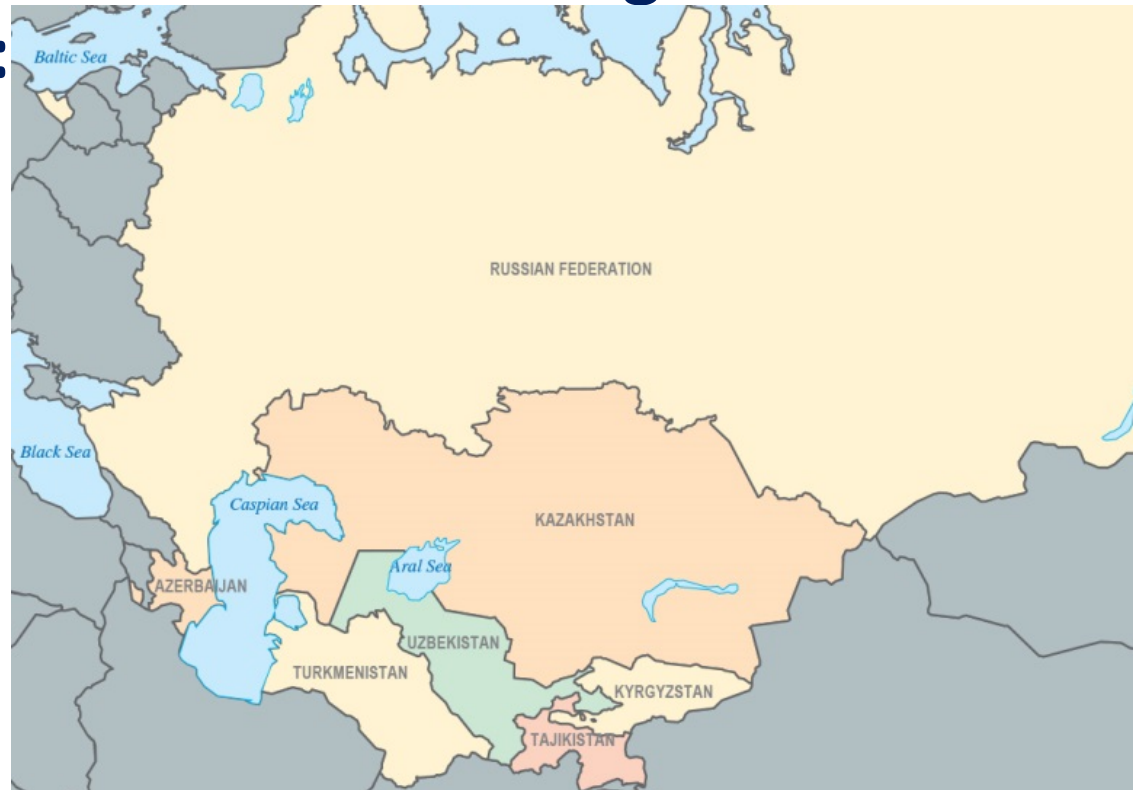 Baltic Sea
RUSSIAN FEDERATION
Black Sea
Caspian Sea
KAZAKHSTAN
Aral Sea
AZERBAIJAN
UZBEKISTAN
TURKMENISTAN
KYRGYZSTAN
TAJIKISTAN